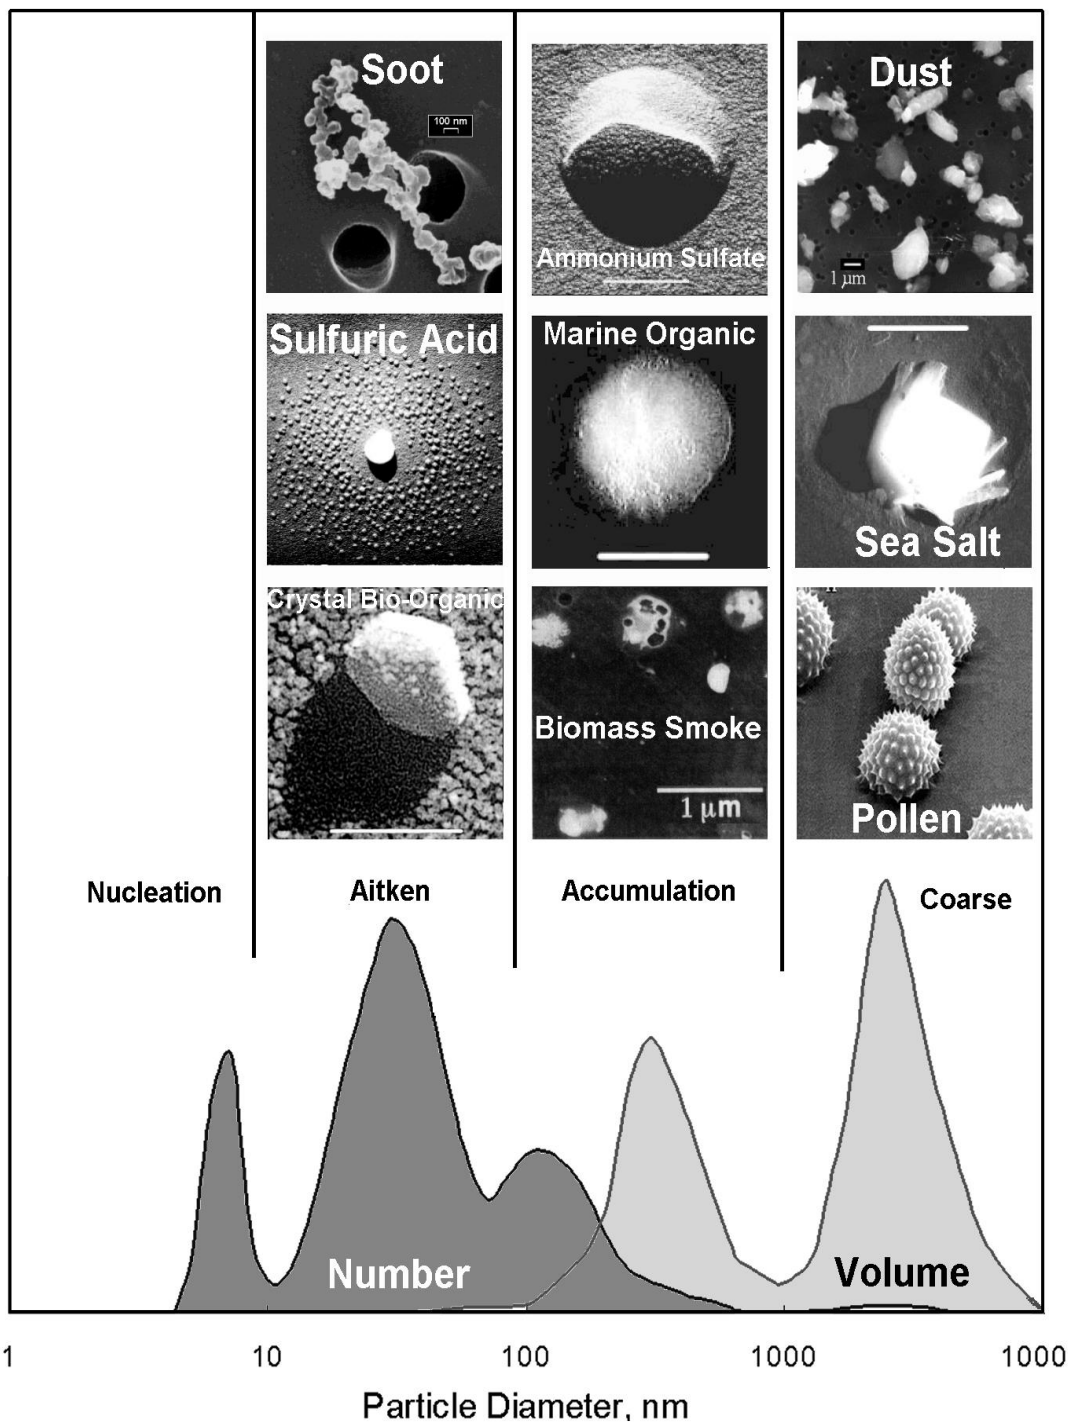 Soot
100 nm
Ammonium Sulfate
Dust
1 μm
Sulfuric Acid
Marine Organic
Sea Salt
Crystal Bio-Organic
Biomass Smoke
1 μm
Pollen
Nucleation
Aitken
Accumulation
Coarse
Number
Volume
1
10
100
1000
1000
Particle Diameter, nm